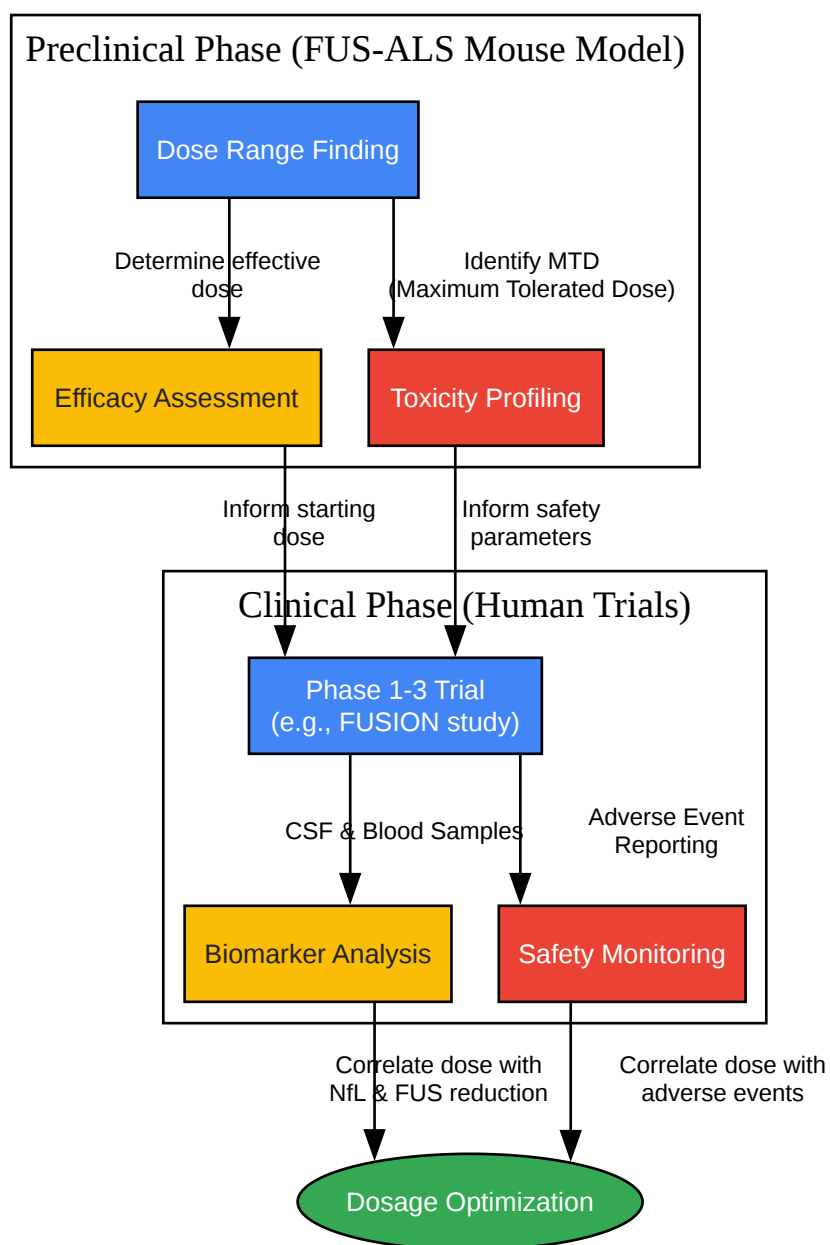 Preclinical Phase (FUS-ALS Mouse Model)
Dose Range Finding
Determine effective
dose
Identify MTD
(Maximum Tolerated Dose)
Efficacy Assessment
Toxicity Profiling
Inform starting
dose
Inform safety
parameters
Clinical Phase (Human Trials)
Phase 1-3 Trial
(e.g., FUSION study)
CSF & Blood Samples
Adverse Event
Reporting
Biomarker Analysis
Safety Monitoring
Correlate dose with
NfL & FUS reduction
Correlate dose with
adverse events
Dosage Optimization